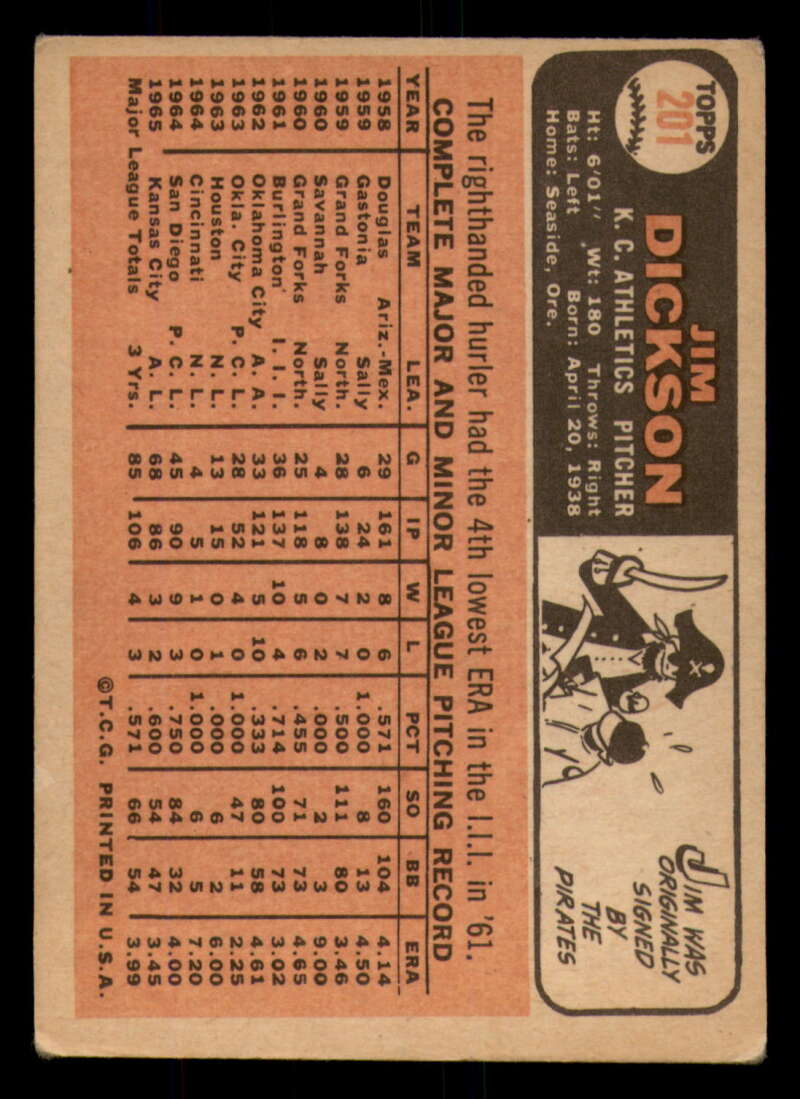 TOPPS
201
JIM
DICKSON
K. C. ATHLETICS PITCHER
Ht: 6'01" Wt: 180 Throws: Right
Bats: Left Born: April 20, 1938
Home: Seaside, Ore.
JIM WAS
ORIGINALLY
SIGNED
BY
THE
PIRATES
The righthanded hurler had the 4th lowest ERA in the I.I.I. in '61.
COMPLETE MAJOR AND MINOR LEAGUE PITCHING RECORD
YEAR TEAM LEA. G IP W L PCT SO BB ERA
1958 Douglas Ariz.-Mex. 29 161 8 6 .571 160 104 4.14
1959 Gastonia Sally 6 24 2 0 1.000 8 13 4.50
1959 Grand Forks North. 28 138 7 7 .500 111 80 3.46
1960 Savannah Sally 4 8 0 2 .000 2 3 9.00
1960 Grand Forks North. 25 118 5 6 .455 71 73 4.65
1961 Burlington I. I. I. 36 137 10 4 .714 100 73 3.02
1962 Oklahoma City A. A. 33 121 5 10 .333 80 58 4.61
1963 Okla. City P. C. L. 28 52 4 0 1.000 47 11 2.25
1963 Houston N. L. 13 15 0 1 .000 6 2 6.00
1964 Cincinnati N. L. 4 5 1 0 1.000 6 5 7.20
1964 San Diego P. C. L. 45 90 9 3 .750 84 32 4.00
1965 Kansas City A. L. 68 86 3 2 .600 54 47 3.45
Major League Totals 3 Yrs. 85 106 4 3 .571 66 54 3.99
©T.C.G. PRINTED IN U.S.A.